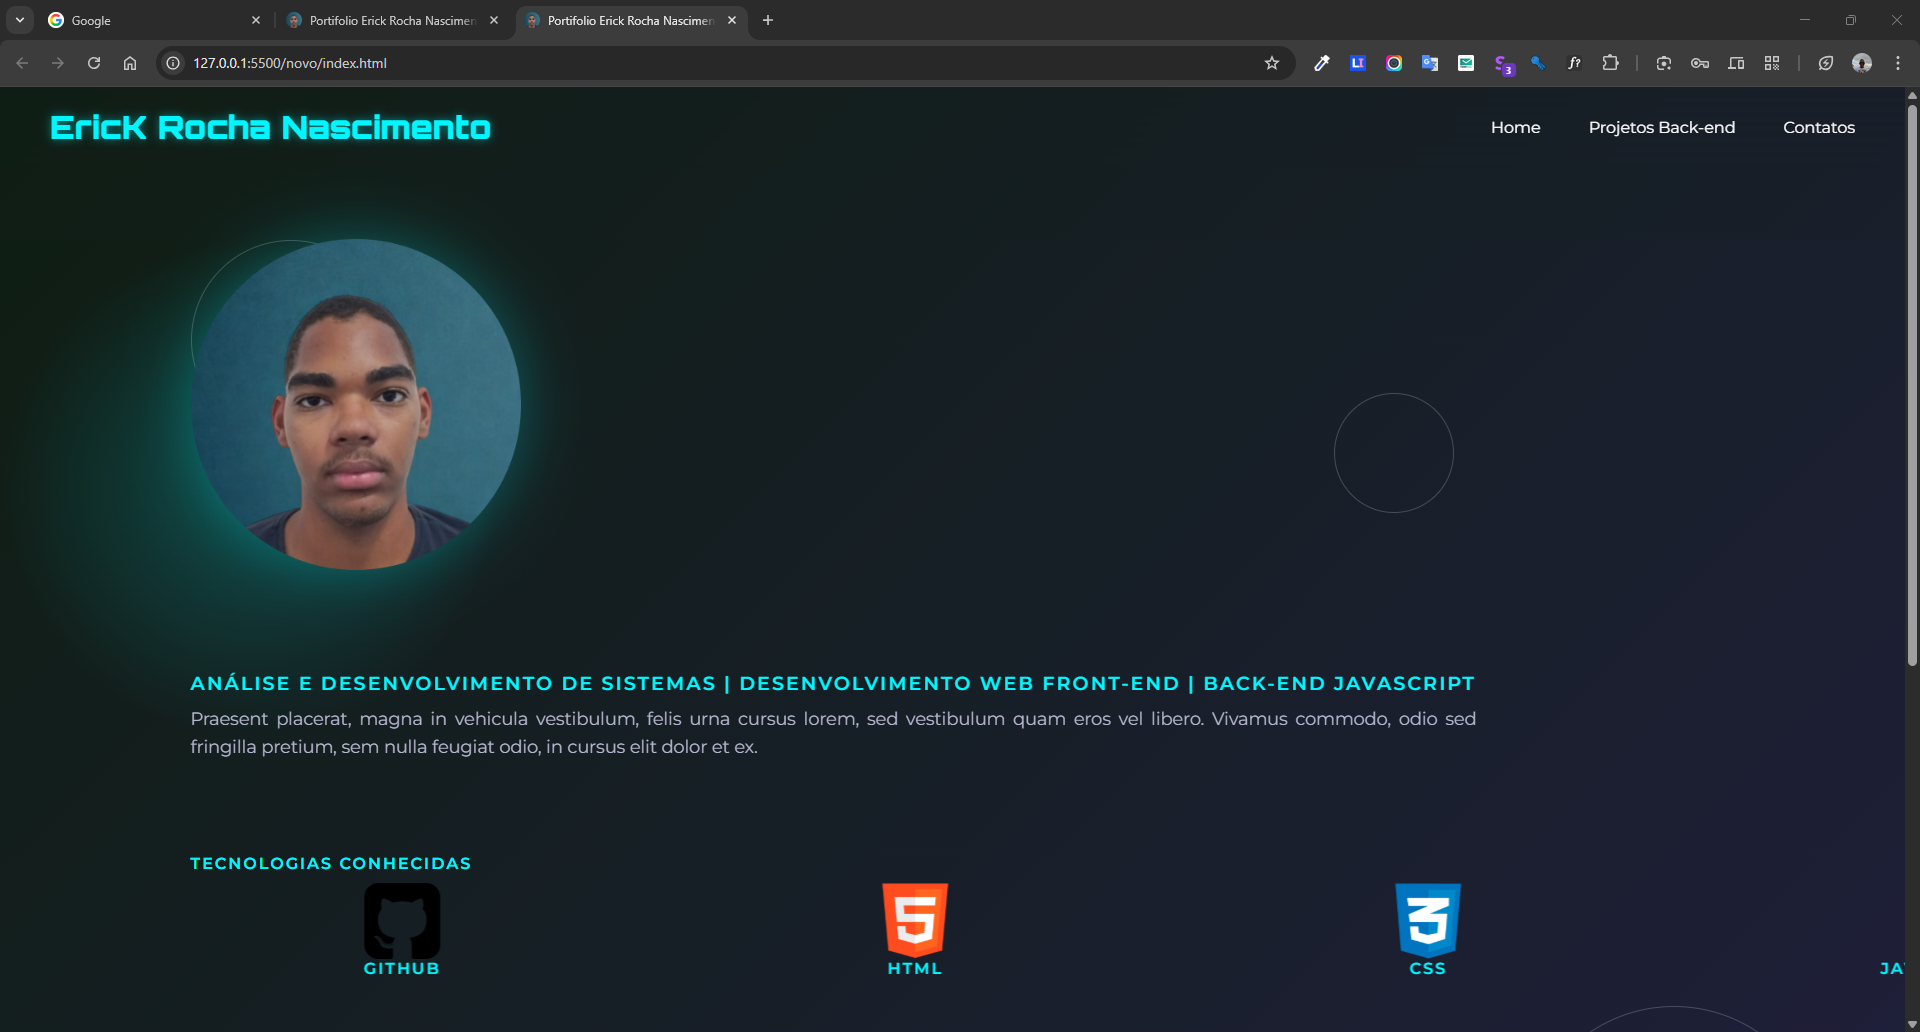 Google
Portifolio Erick Rocha Nascimen
Portifolio Erick Rocha Nascimen
127.0.0.1:5500/novo/index.html
LI
3
f?
EricK Rocha Nascimento
Home
Projetos Back-end
Contatos
ANÁLISE E DESENVOLVIMENTO DE SISTEMAS | DESENVOLVIMENTO WEB FRONT-END | BACK-END JAVASCRIPT
Praesent placerat, magna in vehicula vestibulum, felis urna cursus lorem, sed vestibulum quam eros vel libero. Vivamus commodo, odio sed
fringilla pretium, sem nulla feugiat odio, in cursus elit dolor et ex.
TECNOLOGIAS CONHECIDAS
GITHUB
HTML
CSS
JA